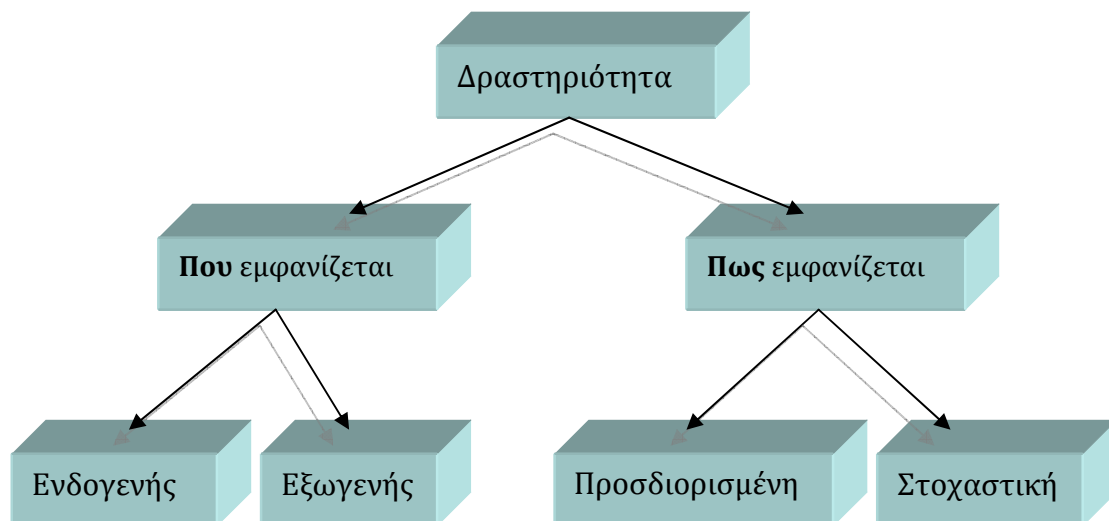 Δραστηριότητα
Που εμφανίζεται
Πως εμφανίζεται
Ενδογενής
Εξωγενής
Προσδιορισμένη
Στοχαστική